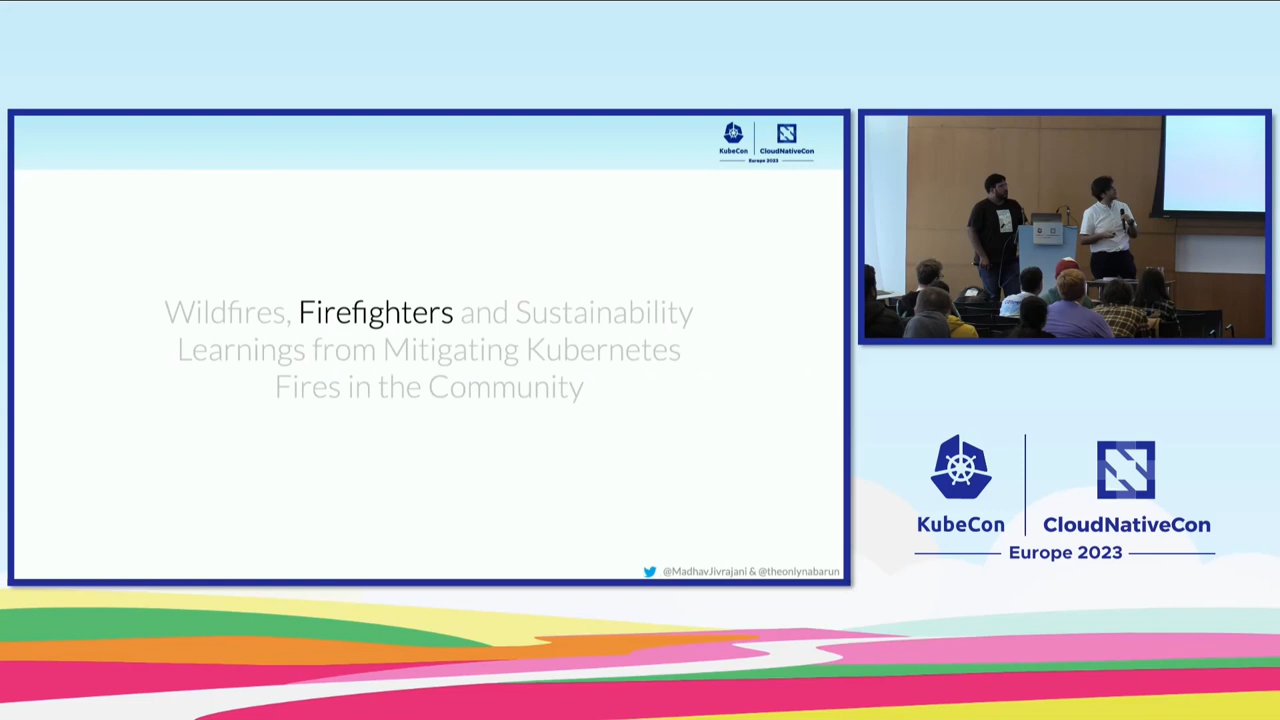 KubeCon
CloudNativeCon
Europe 2023
Wildfires, Firefighters and Sustainability
Learnings from Mitigating Kubernetes
Fires in the Community
@MadhavJivrajani & @theonlynabarun
KubeCon
CloudNativeCon
Europe 2023